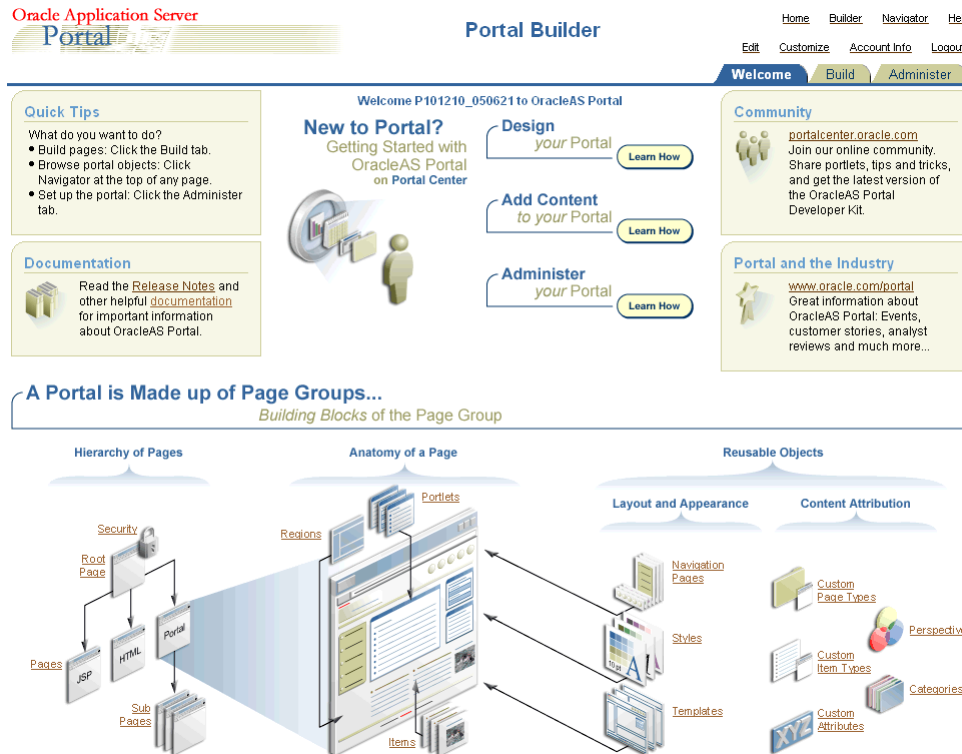 Oracle Application Server
Portal
Portal Builder
Home Builder Navigator He
Edit Customize Account Info Logout
Welcome Build Administer
Quick Tips
What do you want to do?
• Build pages: Click the Build tab.
• Browse portal objects: Click
Navigator at the top of any page.
• Set up the portal: Click the Administer
tab.
Documentation
Read the Release Notes and
other helpful documentation
for important information
about OracleAS Portal.
Welcome P101210_050621 to OracleAS Portal
New to Portal?
Getting Started with
OracleAS Portal
on Portal Center
Design
your Portal
Learn How
Add Content
to your Portal
Learn How
Administer
your Portal
Learn How
Community
portalcenter.oracle.com
Join our online community.
Share portlets, tips and tricks,
and get the latest version of
the OracleAS Portal
Developer Kit.
Portal and the Industry
www.oracle.com/portal
Great information about
OracleAS Portal: Events,
customer stories, analyst
reviews and much more...
A Portal is Made up of Page Groups...
Building Blocks of the Page Group
Hierarchy of Pages
Security
Root
Page
Pages
JSP
HTML
Portal
Sub
Pages
Anatomy of a Page
Regions
Portlets
Items
Reusable Objects
Layout and Appearance
Navigation
Pages
Styles
10 pt
A
Templates
Content Attribution
Custom
Page Types
Perspectiv
Custom
Item Types
Categories
XYZ
Custom
Attributes